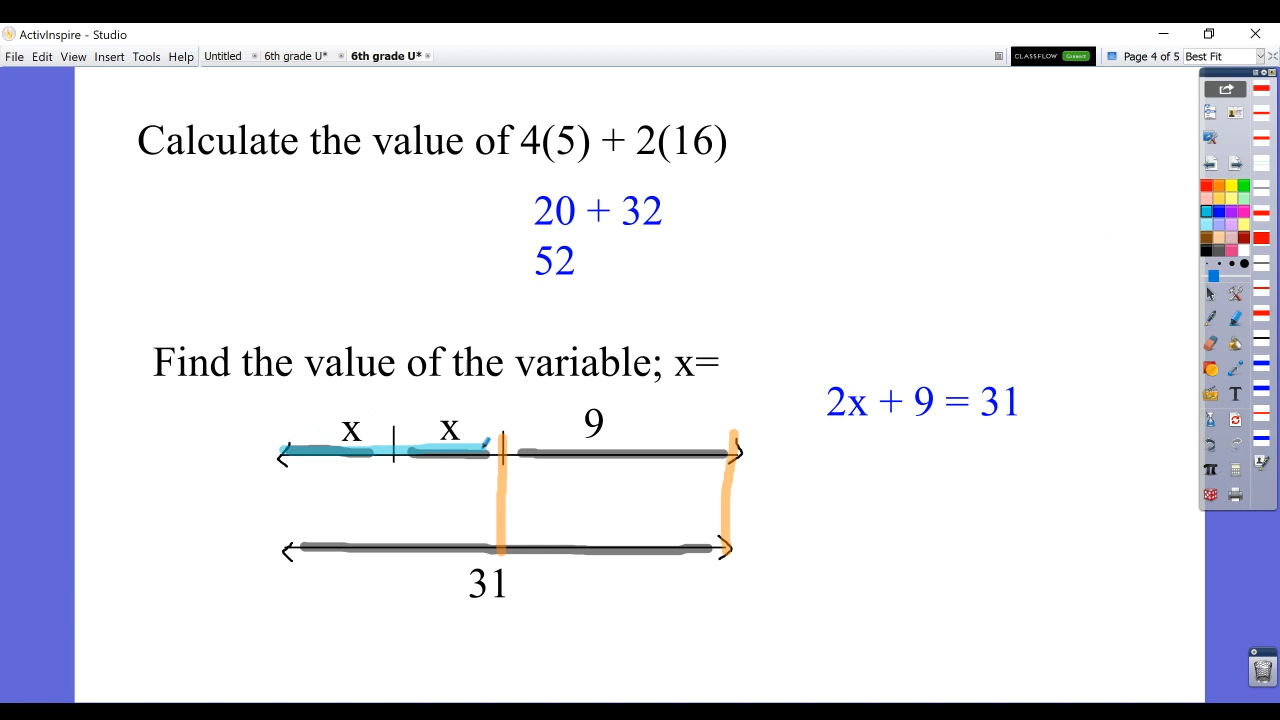 ActivInspire - Studio
File Edit View Insert Tools Help Untitled 6th grade U* 6th grade U* CLASSFLOW Connect Page 4 of 5 Best Fit
Calculate the value of 4(5) + 2(16)
20 + 32
52
Find the value of the variable; x=
2x + 9 = 31
x x 9
31